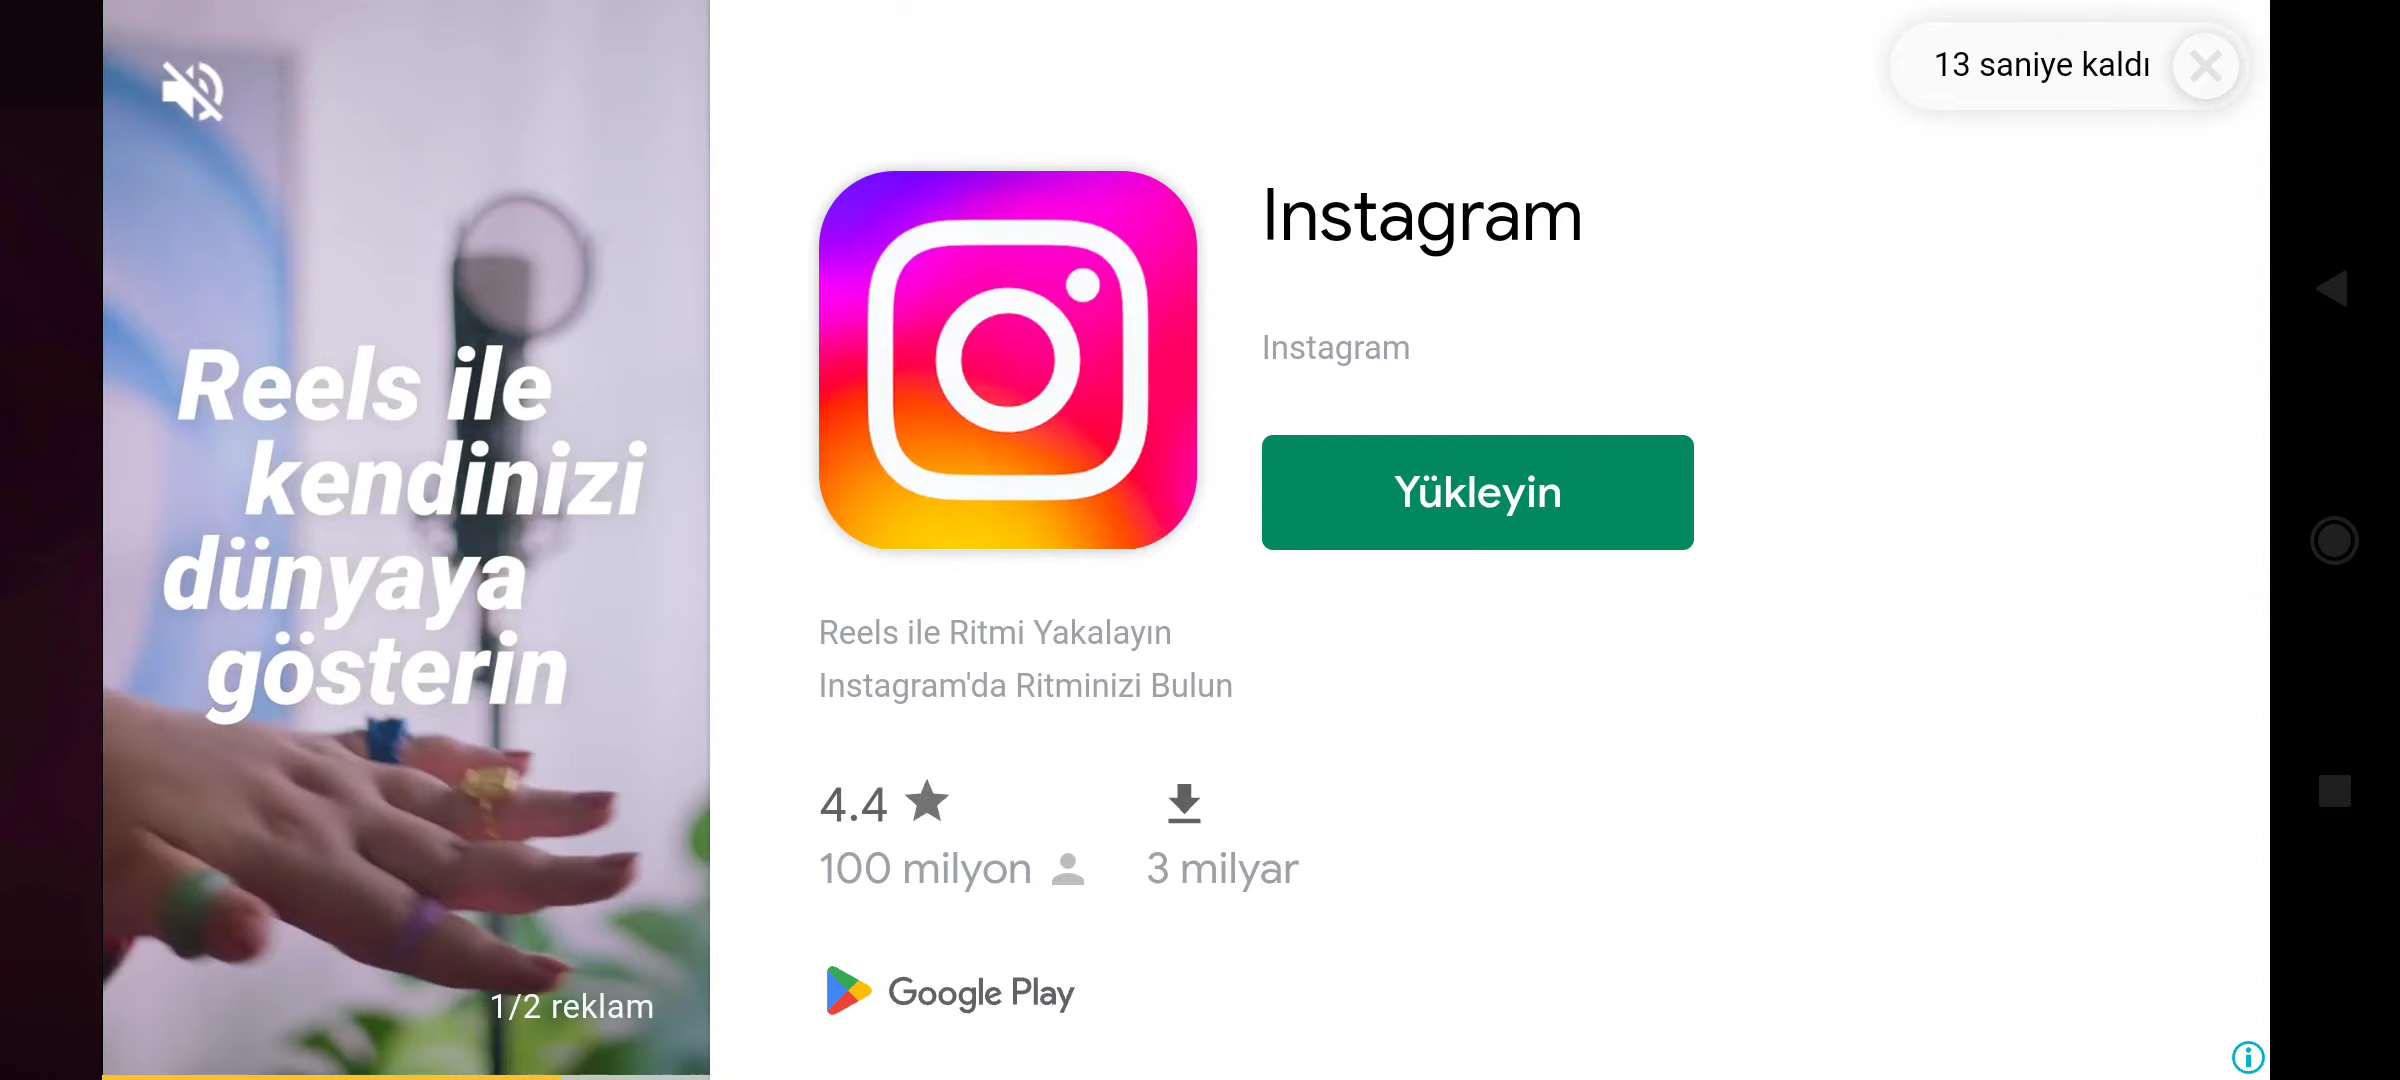 Reels ile
kendinizi
dünyaya
gösterin
1/2 reklam
13 saniye kaldı
Instagram
Instagram
Yükleyin
Reels ile Ritmi Yakalayın
Instagram'da Ritminizi Bulun
4.4
100 milyon
3 milyar
Google Play